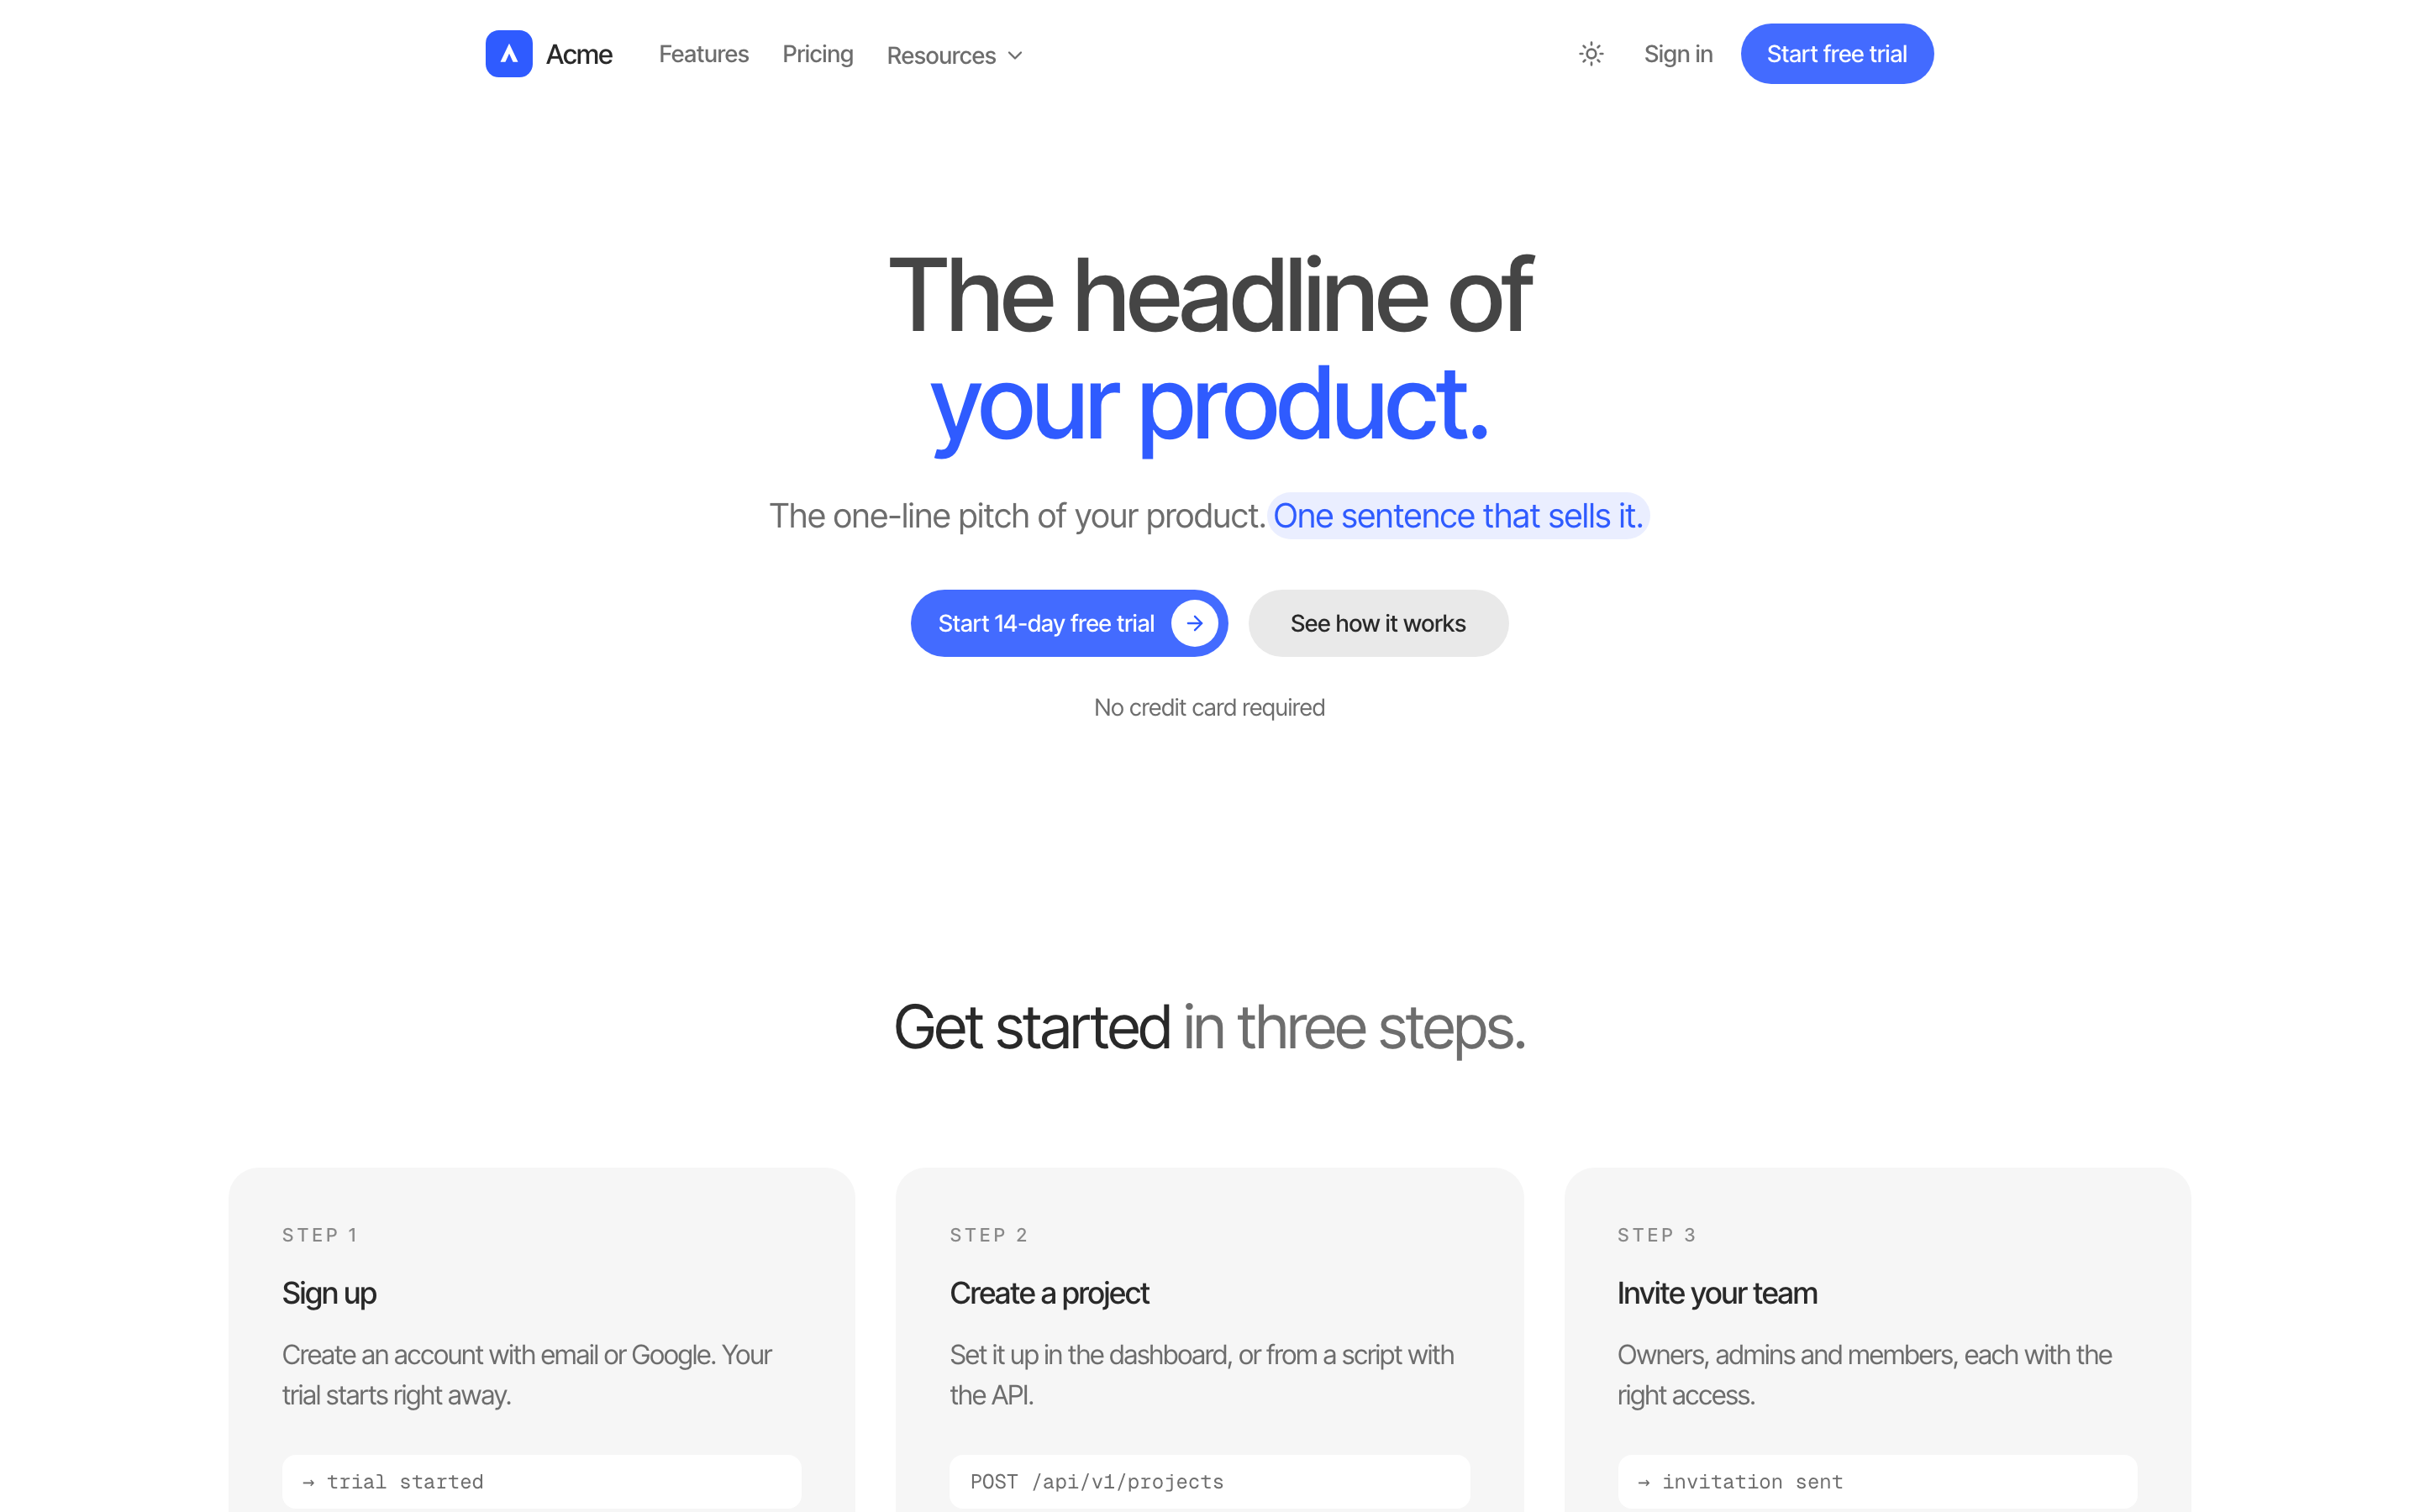 Acme Features Pricing Resources Sign in Start free trial
The headline of
your product.
The one-line pitch of your product. One sentence that sells it.
Start 14-day free trial See how it works
No credit card required
Get started in three steps.
STEP 1
Sign up
Create an account with email or Google. Your
trial starts right away.
→ trial started
STEP 2
Create a project
Set it up in the dashboard, or from a script with
the API.
POST /api/v1/projects
STEP 3
Invite your team
Owners, admins and members, each with the
right access.
→ invitation sent